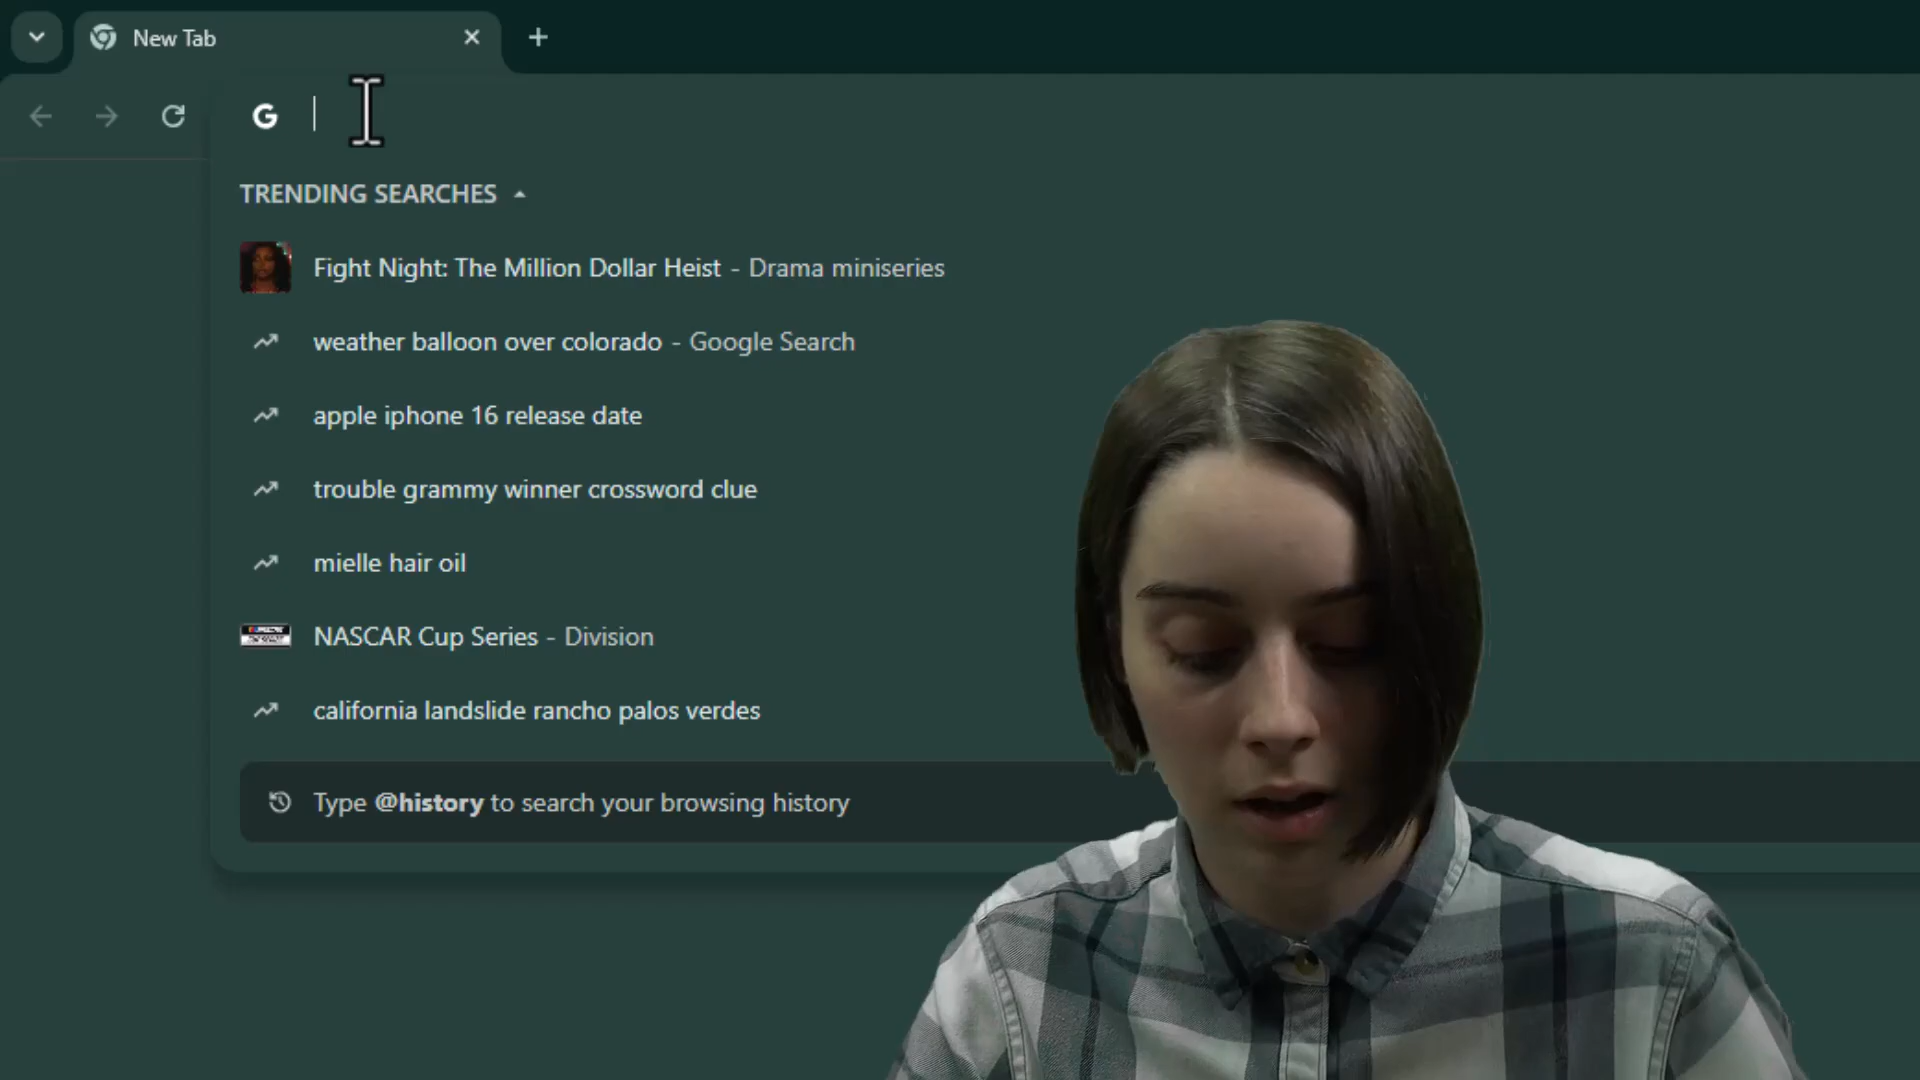 New Tab
G
TRENDING SEARCHES
Fight Night: The Million Dollar Heist - Drama miniseries
weather balloon over colorado - Google Search
apple iphone 16 release date
trouble grammy winner crossword clue
mielle hair oil
NASCAR Cup Series - Division
california landslide rancho palos verdes
Type @history to search your browsing history